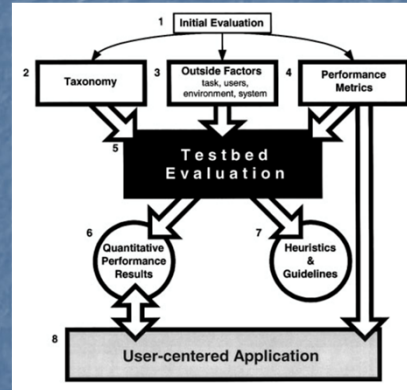 1 Initial Evaluation
2 Taxonomy
3 Outside Factors
task, users,
environment, system
4 Performance
Metrics
5 Testbed
Evaluation
6 Quantitative
Performance
Results
7 Heuristics
&
Guidelines
8 User-centered Application